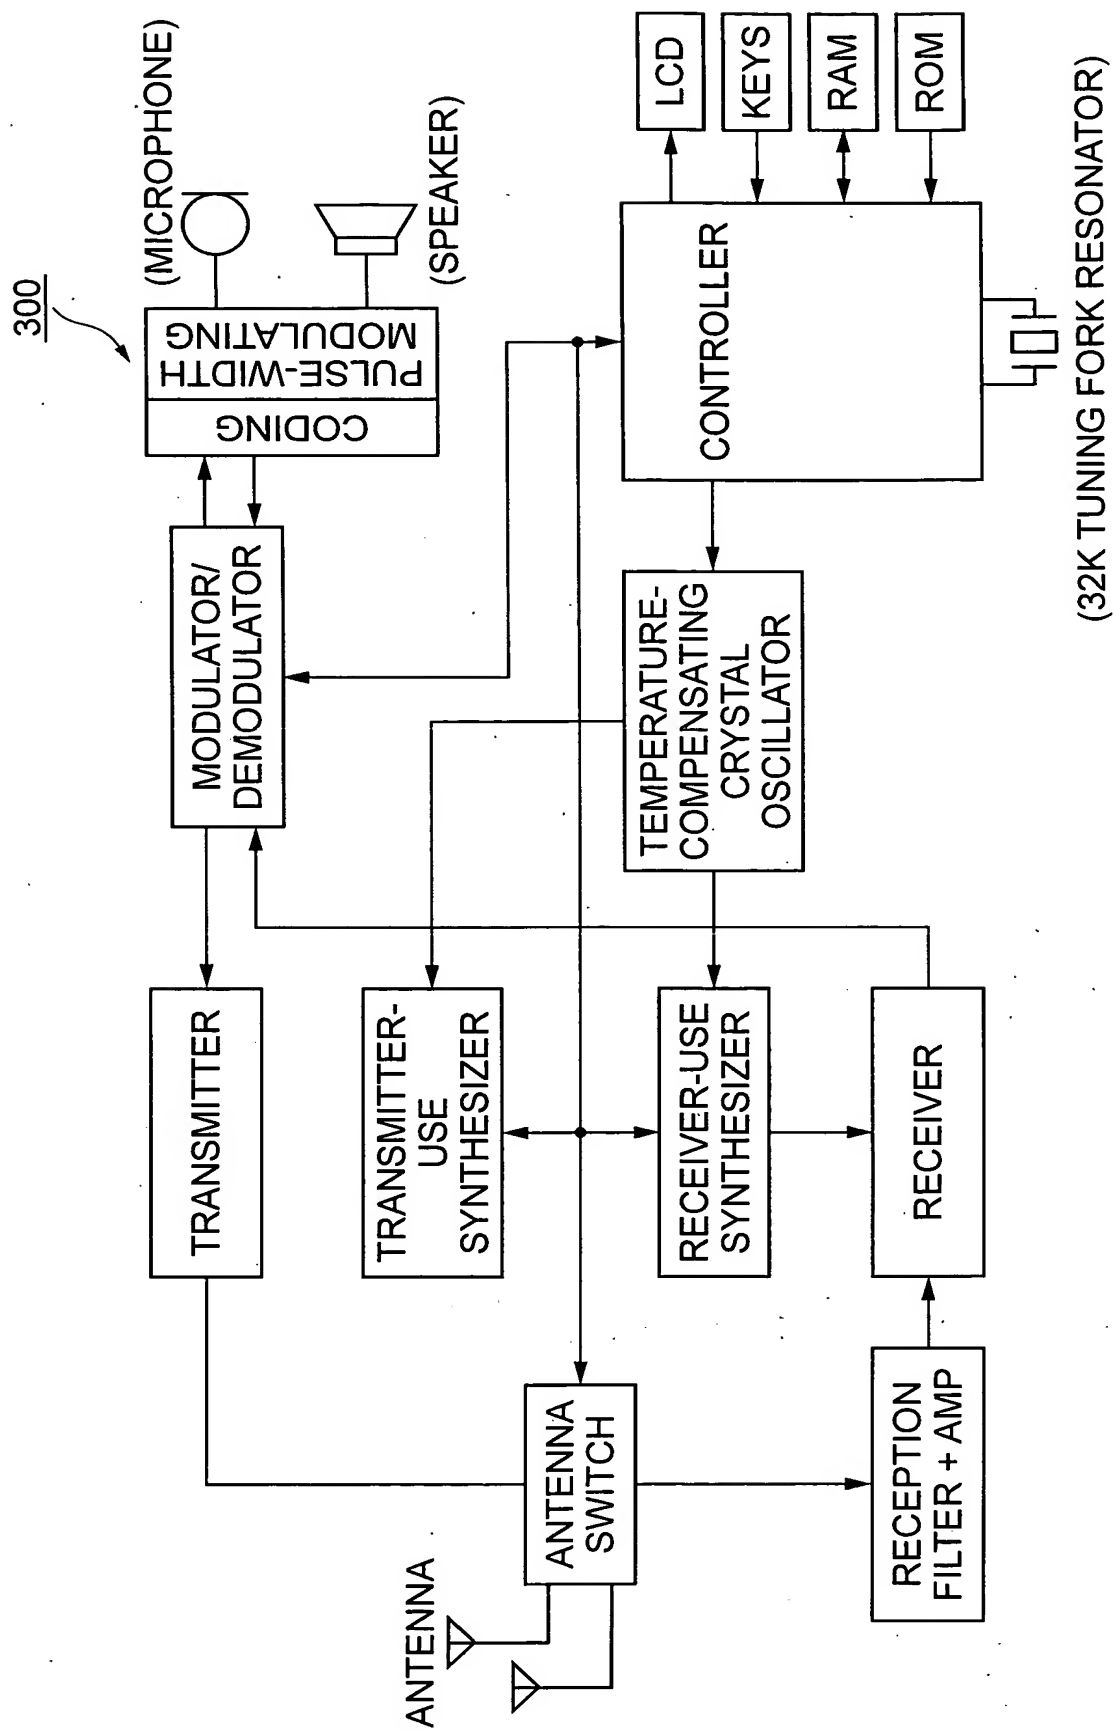 300
(MICROPHONE)
(SPEAKER)
PULSE-WIDTH
MODULATING
CODING
MODULATOR/
DEMODULATOR
TRANSMITTER
ANTENNA
TRANSMITTER-
USE
SYNTHESIZER
ANTENNA
SWITCH
RECEIVER-USE
SYNTHESIZER
TEMPERATURE-
COMPENSATING
CRYSTAL
OSCILLATOR
CONTROLLER
LCD
KEYS
RAM
ROM
RECEPTION
FILTER + AMP
RECEIVER
(32K TUNING FORK RESONATOR)